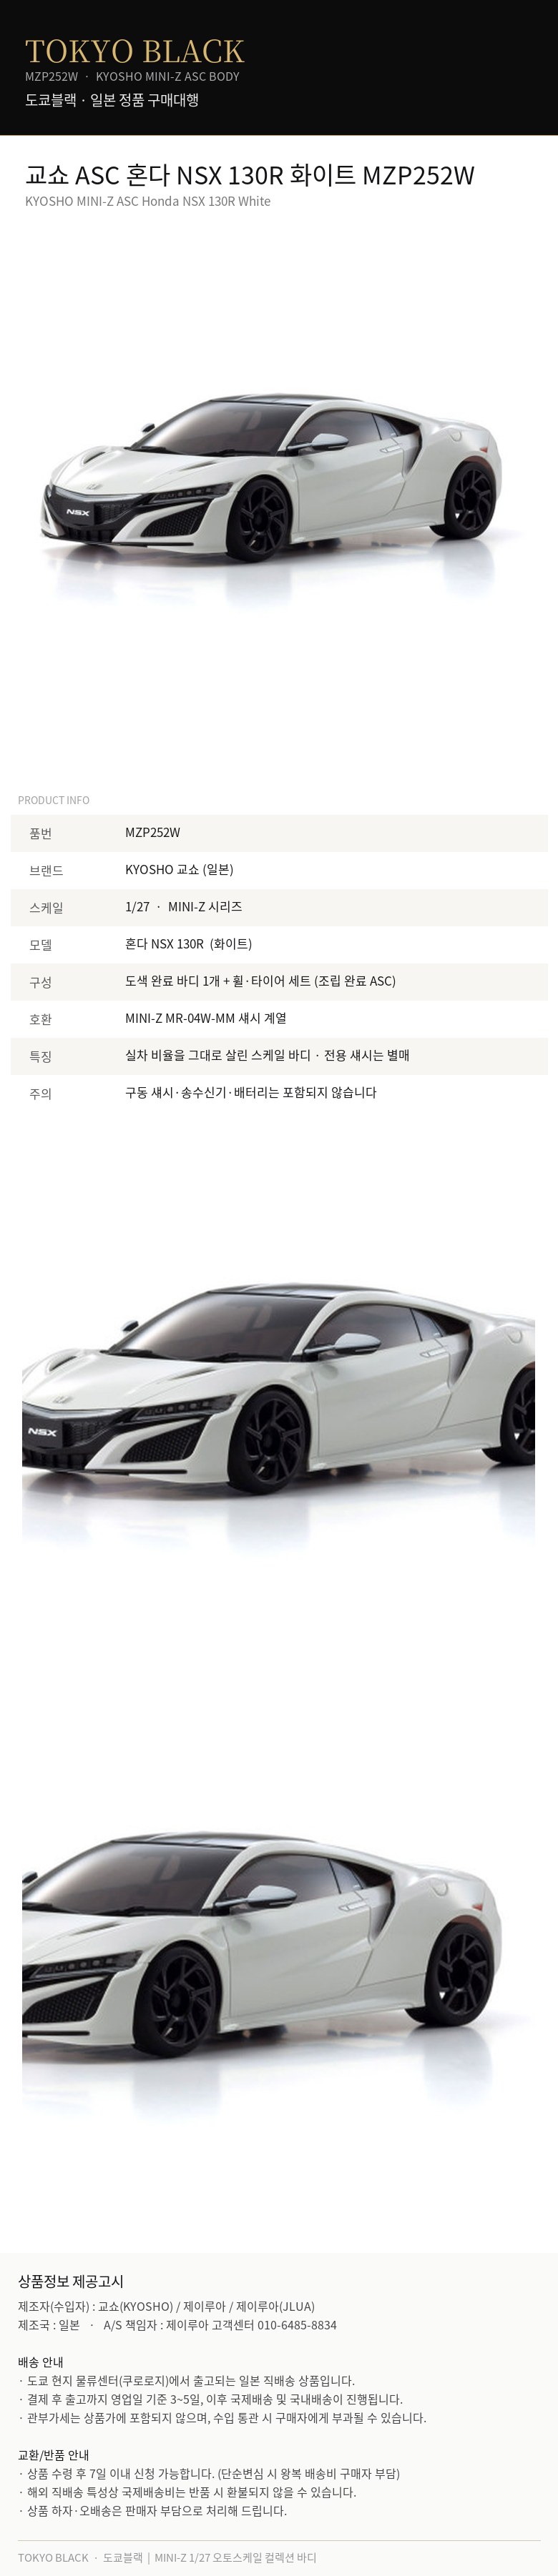 TOKYO BLACK
MZP252W · KYOSHO MINI-Z ASC BODY
도쿄블랙 · 일본 정품 구매대행
교쇼 ASC 혼다 NSX 130R 화이트 MZP252W
KYOSHO MINI-Z ASC Honda NSX 130R White
NSX
PRODUCT INFO
품번 MZP252W
브랜드 KYOSHO 교쇼 (일본)
스케일 1/27 · MINI-Z 시리즈
모델 혼다 NSX 130R (화이트)
구성 도색 완료 바디 1개 + 휠·타이어 세트 (조립 완료 ASC)
호환 MINI-Z MR-04W-MM 섀시 계열
특징 실차 비율을 그대로 살린 스케일 바디 · 전용 섀시는 별매
주의 구동 섀시·송수신기·배터리는 포함되지 않습니다
NSX
상품정보 제공고시
제조자(수입자) : 교쇼(KYOSHO) / 제이루아 / 제이루아(JLUA)
제조국 : 일본 · A/S 책임자 : 제이루아 고객센터 010-6485-8834
배송 안내
· 도쿄 현지 물류센터(쿠로로지)에서 출고되는 일본 직배송 상품입니다.
· 결제 후 출고까지 영업일 기준 3~5일, 이후 국제배송 및 국내배송이 진행됩니다.
· 관부가세는 상품가에 포함되지 않으며, 수입 통관 시 구매자에게 부과될 수 있습니다.
교환/반품 안내
· 상품 수령 후 7일 이내 신청 가능합니다. (단순변심 시 왕복 배송비 구매자 부담)
· 해외 직배송 특성상 국제배송비는 반품 시 환불되지 않을 수 있습니다.
· 상품 하자·오배송은 판매자 부담으로 처리해 드립니다.
TOKYO BLACK · 도쿄블랙 | MINI-Z 1/27 오토스케일 컬렉션 바디